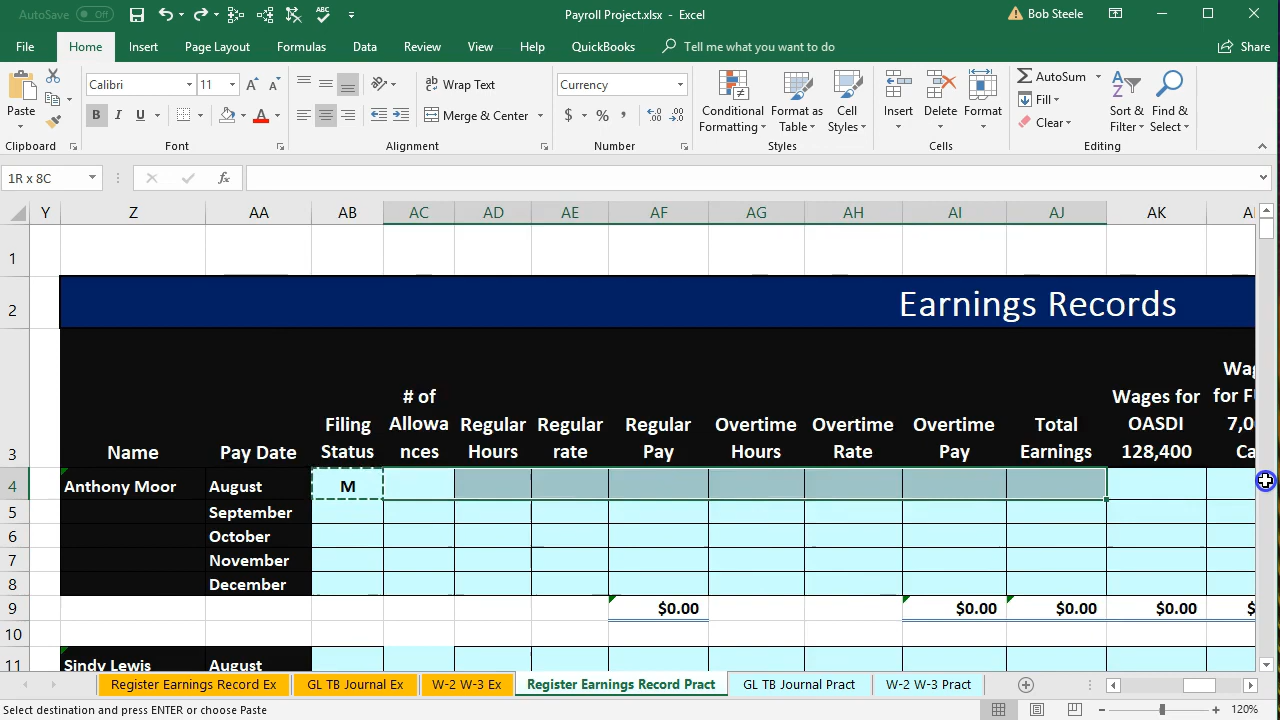 AutoSave Off Payroll Project.xlsx - Excel Bob Steele
File Home Insert Page Layout Formulas Data Review View Help QuickBooks Tell me what you want to do Share
Calibri 11 Wrap Text Currency AutoSum
Paste Conditional Format as Cell Insert Delete Format Fill Sort & Find &
B I U Merge & Center $ % Formatting Table Styles Clear Filter Select
Clipboard Font Alignment Number Styles Cells Editing
1R x 8C fx
Y Z AA AB AC AD AE AF AG AH AI AJ AK
1
2 Earnings Records
# of Wages for
Filing Allowa Regular Regular Regular Overtime Overtime Overtime Total OASDI
3 Name Pay Date Status nces Hours rate Pay Hours Rate Pay Earnings 128,400
4 Anthony Moor August M
5 September
6 October
7 November
8 December
9 $0.00 $0.00 $0.00 $0.00 $
10
11 Sindy Lewis August
Register Earnings Record Ex GL TB Journal Ex W-2 W-3 Ex Register Earnings Record Pract GL TB Journal Pract W-2 W-3 Pract
Select destination and press ENTER or choose Paste 120%